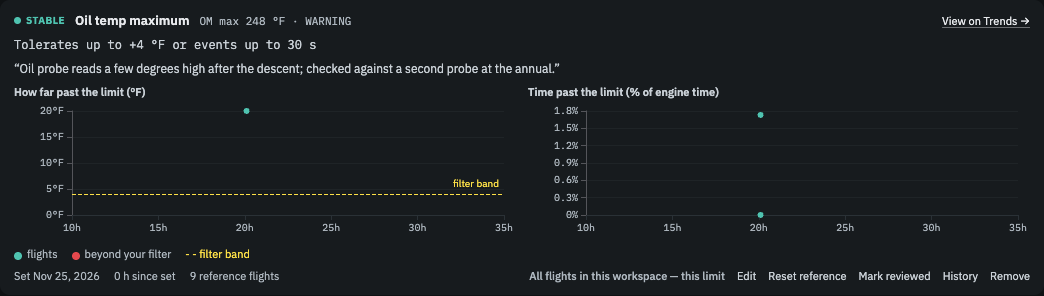 STABLE Oil temp maximum OM max 248 °F · WARNING View on Trends →
Tolerates up to +4 °F or events up to 30 s
“Oil probe reads a few degrees high after the descent; checked against a second probe at the annual.”
How far past the limit (°F)
20°F
15°F
10°F
5°F
0°F
filter band
10h 15h 20h 25h 30h 35h
Time past the limit (% of engine time)
1.8%
1.5%
1.2%
0.9%
0.6%
0.3%
0%
10h 15h 20h 25h 30h 35h
flights beyond your filter -- filter band
Set Nov 25, 2026 0 h since set 9 reference flights
All flights in this workspace — this limit Edit Reset reference Mark reviewed History Remove